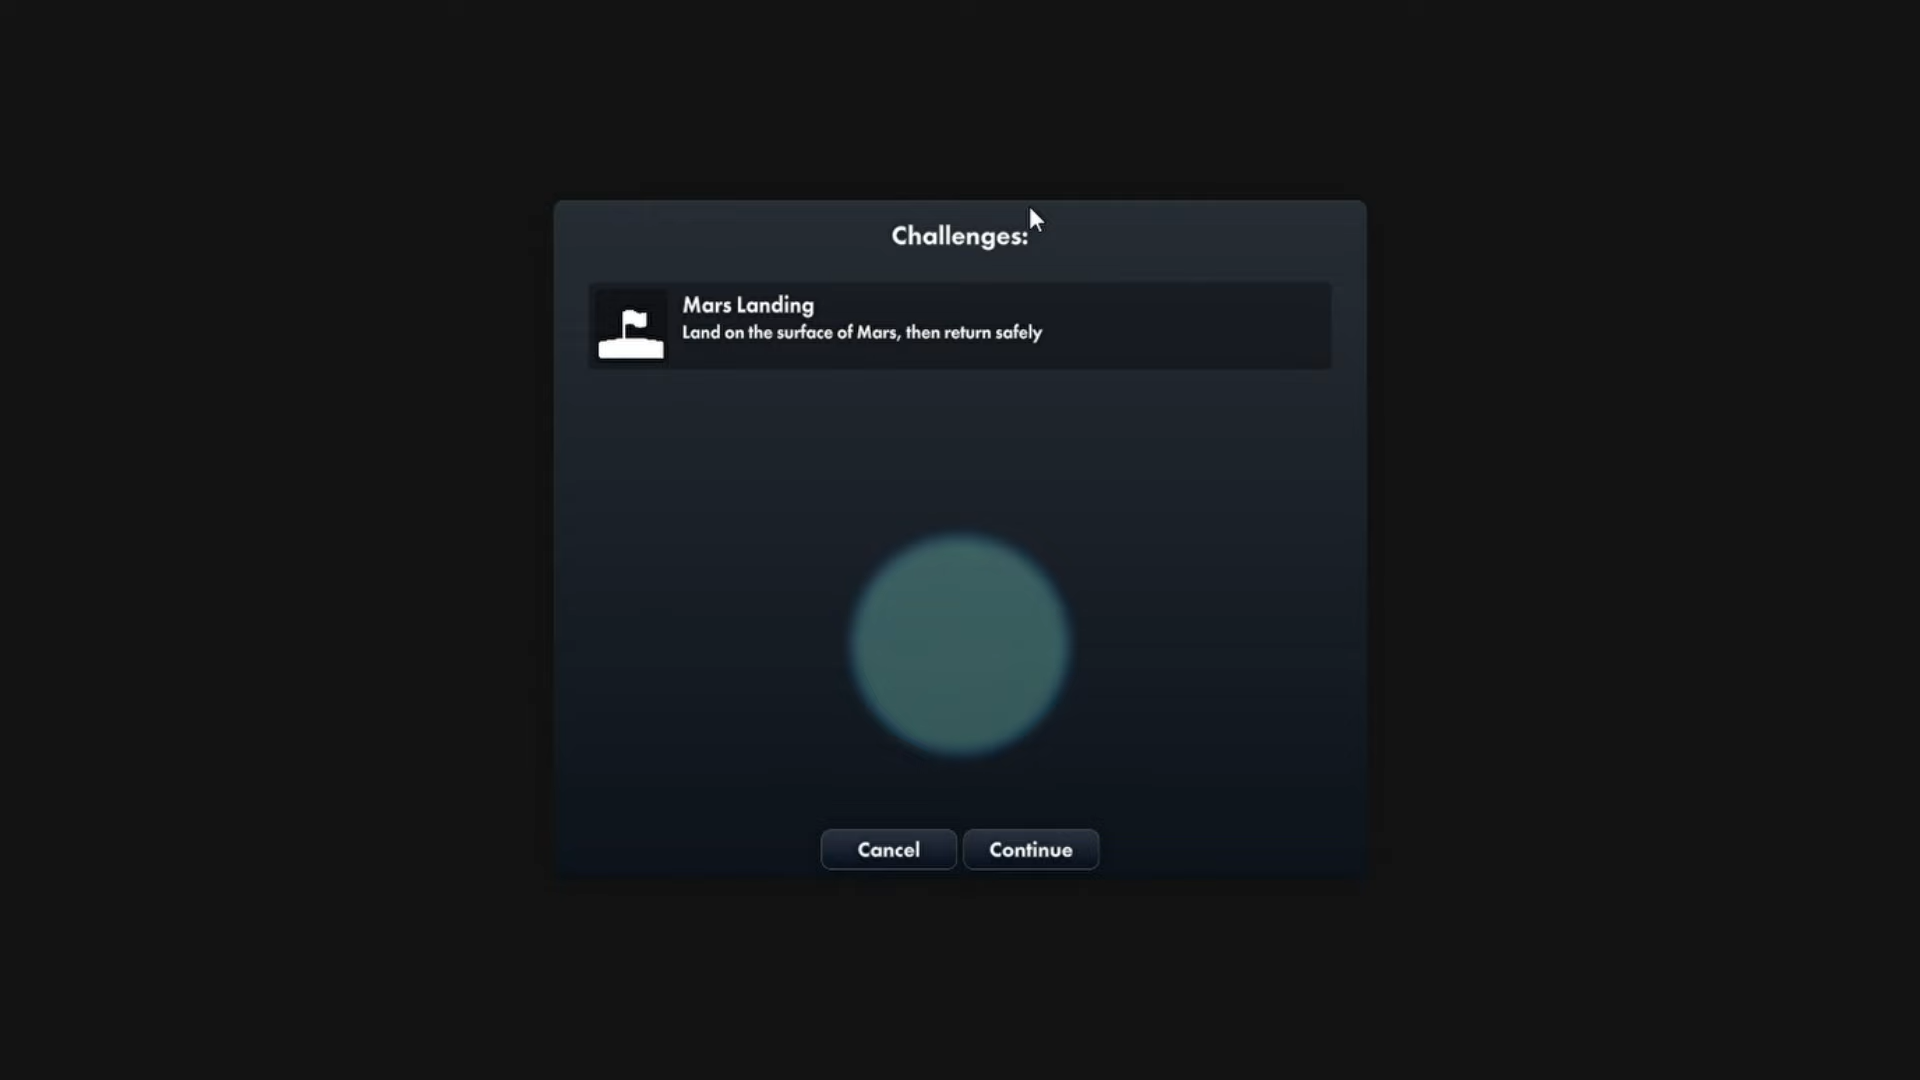 Challenges:
Mars Landing
Land on the surface of Mars, then return safely
Cancel
Continue